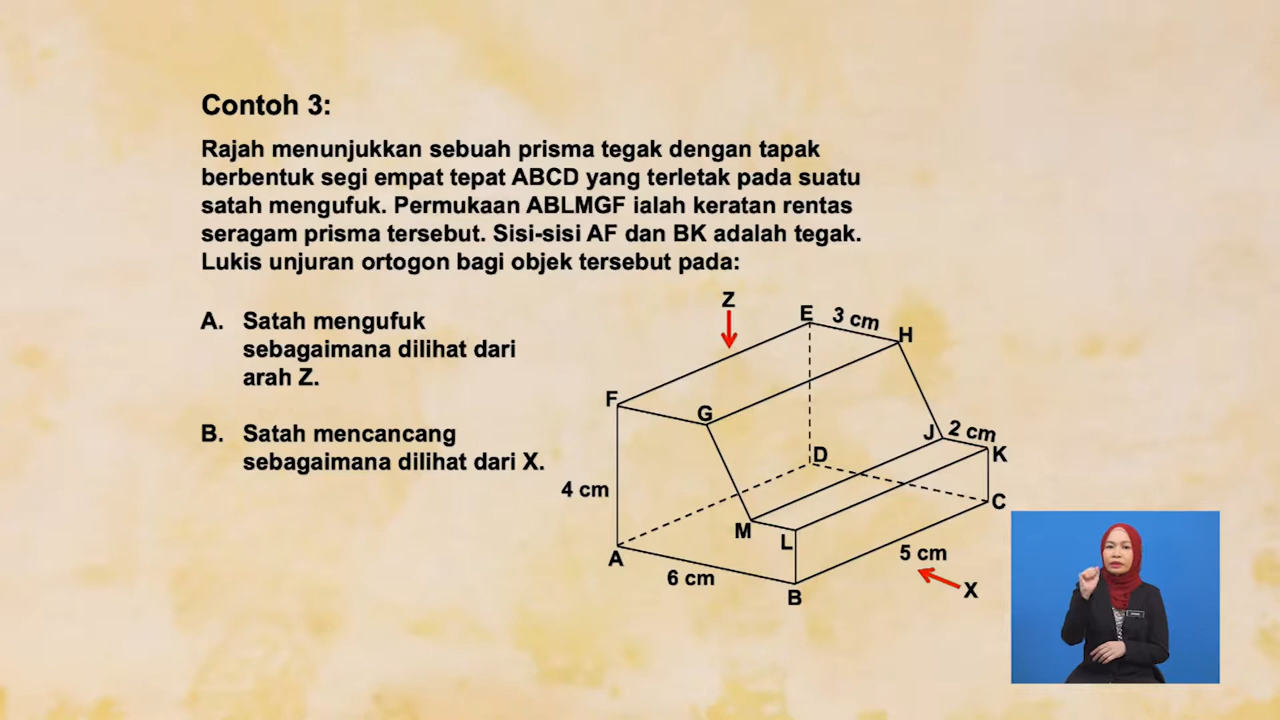 Contoh 3:
Rajah menunjukkan sebuah prisma tegak dengan tapak
berbentuk segi empat tepat ABCD yang terletak pada suatu
satah mengufuk. Permukaan ABLMGF ialah keratan rentas
seragam prisma tersebut. Sisi-sisi AF dan BK adalah tegak.
Lukis unjuran ortogon bagi objek tersebut pada:
A. Satah mengufuk
sebagaimana dilihat dari
arah Z.
B. Satah mencancang
sebagaimana dilihat dari X.
Z
E
3 cm
H
F
G
J
2 cm
K
D
4 cm
C
M
L
A
5 cm
6 cm
X
B